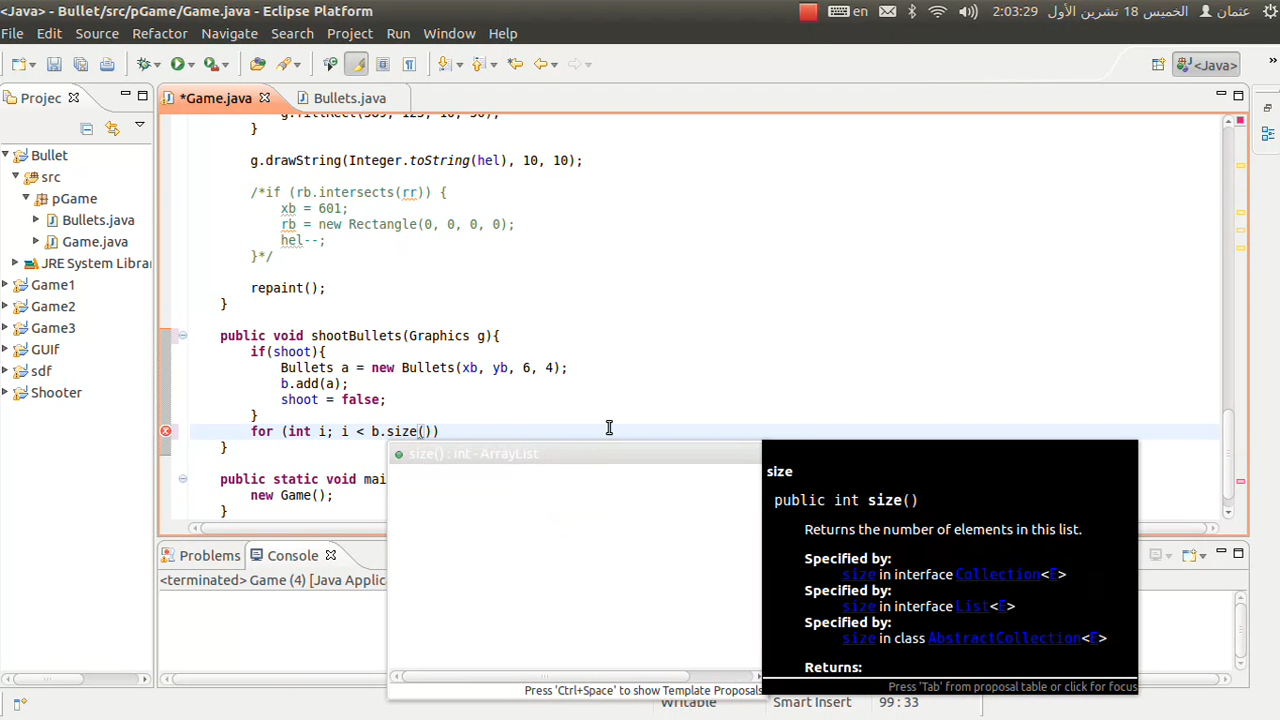 <Java> - Bullet/src/pGame/Game.java - Eclipse Platform
en
2:03:29 الخميس 18 تشرين الأول
عثمان
File Edit Source Refactor Navigate Search Project Run Window Help
<Java>
»
Projec
*Game.java
Bullets.java
Bullet
src
pGame
Bullets.java
Game.java
JRE System Libra
Game1
Game2
Game3
GUIf
sdf
Shooter
}
g.drawString(Integer.toString(hel), 10, 10);
/*if (rb.intersects(rr)) {
xb = 601;
rb = new Rectangle(0, 0, 0, 0);
hel--;
}*/
repaint();
}
public void shootBullets(Graphics g){
if(shoot){
Bullets a = new Bullets(xb, yb, 6, 4);
b.add(a);
shoot = false;
}
for (int i; i < b.size())
}
public static void mai
new Game();
}
size() : int - ArrayList
Press 'Ctrl+Space' to show Template Proposals
size
public int size()
Returns the number of elements in this list.
Specified by:
size in interface Collection<E>
Specified by:
size in interface List<E>
Specified by:
size in class AbstractCollection<E>
Returns:
Press 'Tab' from proposal table or click for focus
Problems
Console
<terminated> Game (4) [Java Applic
Writable
Smart Insert
99 : 33